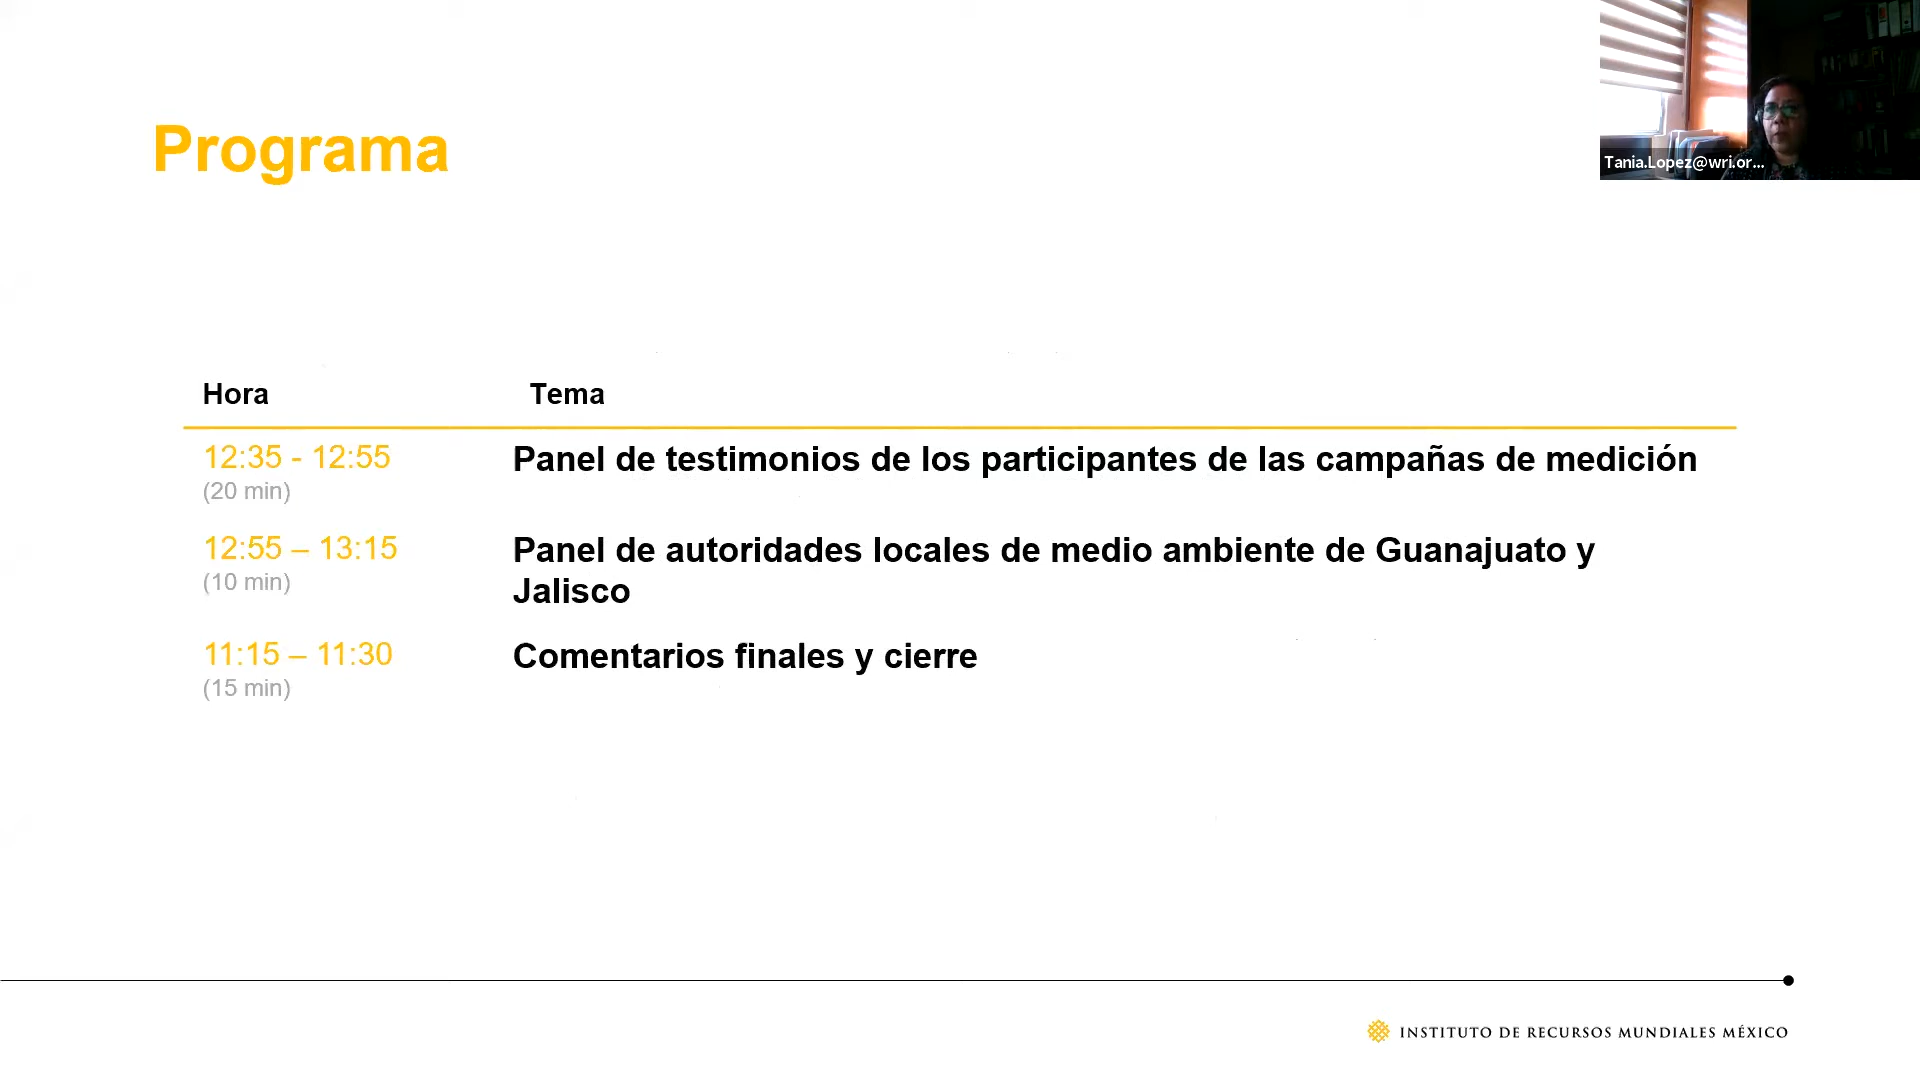 Tania.Lopez@wri.or...
Programa
Hora Tema
12:35 - 12:55 Panel de testimonios de los participantes de las campañas de medición
(20 min)
12:55 – 13:15 Panel de autoridades locales de medio ambiente de Guanajuato y
(10 min) Jalisco
11:15 – 11:30 Comentarios finales y cierre
(15 min)
INSTITUTO DE RECURSOS MUNDIALES MÉXICO